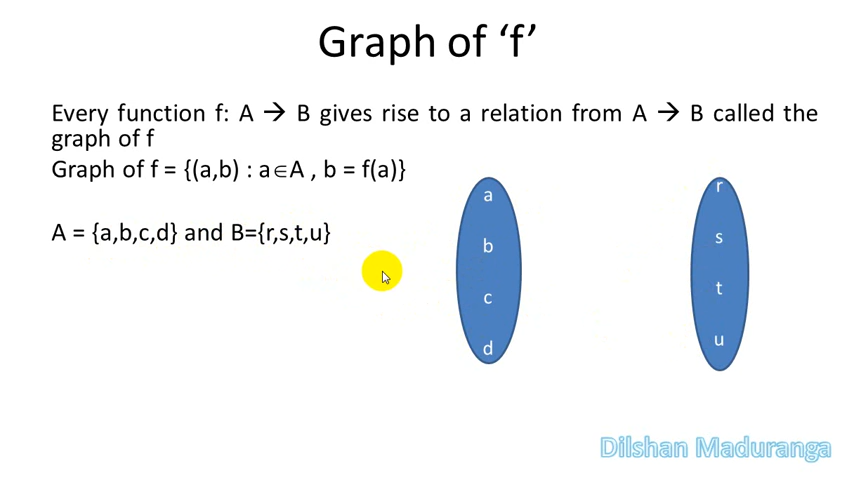 Graph of ‘f’
Every function f: A → B gives rise to a relation from A → B called the
graph of f
Graph of f = {(a,b) : a∈A , b = f(a)}
A = {a,b,c,d} and B={r,s,t,u}
a
b
c
d
r
s
t
u
Dilshan Maduranga